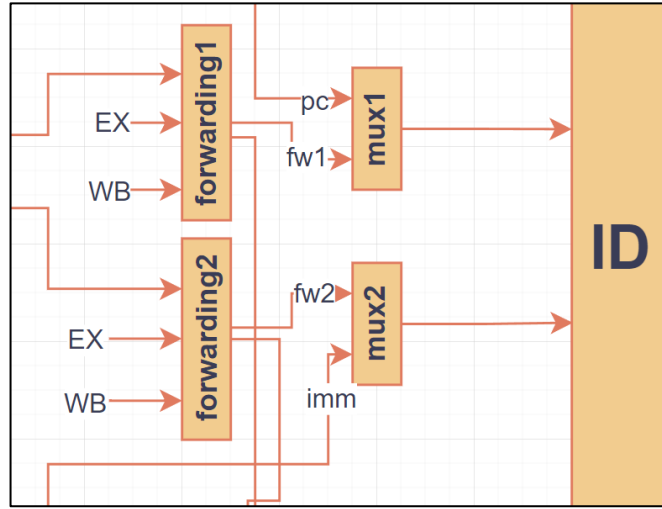 forwarding1
EX
WB
pc
fw1
mux1
ID
forwarding2
EX
WB
fw2
imm
mux2